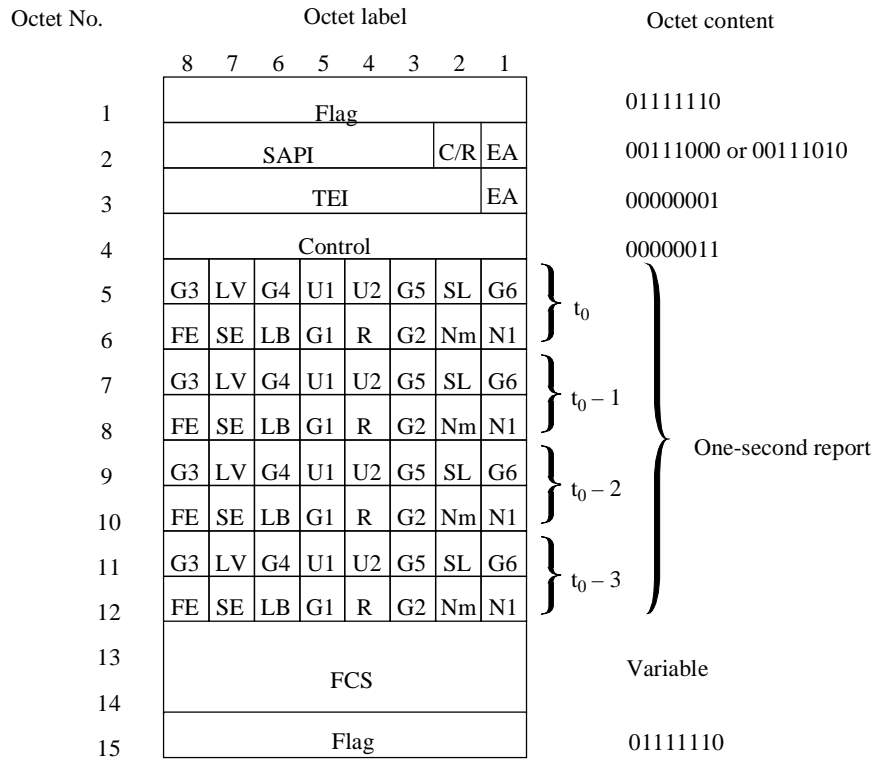 Octet No. Octet label Octet content
8 7 6 5 4 3 2 1
1 Flag 01111110
2 SAPI C/R EA 00111000 or 00111010
3 TEI EA 00000001
4 Control 00000011
5 G3 LV G4 U1 U2 G5 SL G6
t0
6 FE SE LB G1 R G2 Nm N1
7 G3 LV G4 U1 U2 G5 SL G6
t0 – 1
8 FE SE LB G1 R G2 Nm N1
One-second report
9 G3 LV G4 U1 U2 G5 SL G6
t0 – 2
10 FE SE LB G1 R G2 Nm N1
11 G3 LV G4 U1 U2 G5 SL G6
t0 – 3
12 FE SE LB G1 R G2 Nm N1
13
FCS Variable
14
15 Flag 01111110